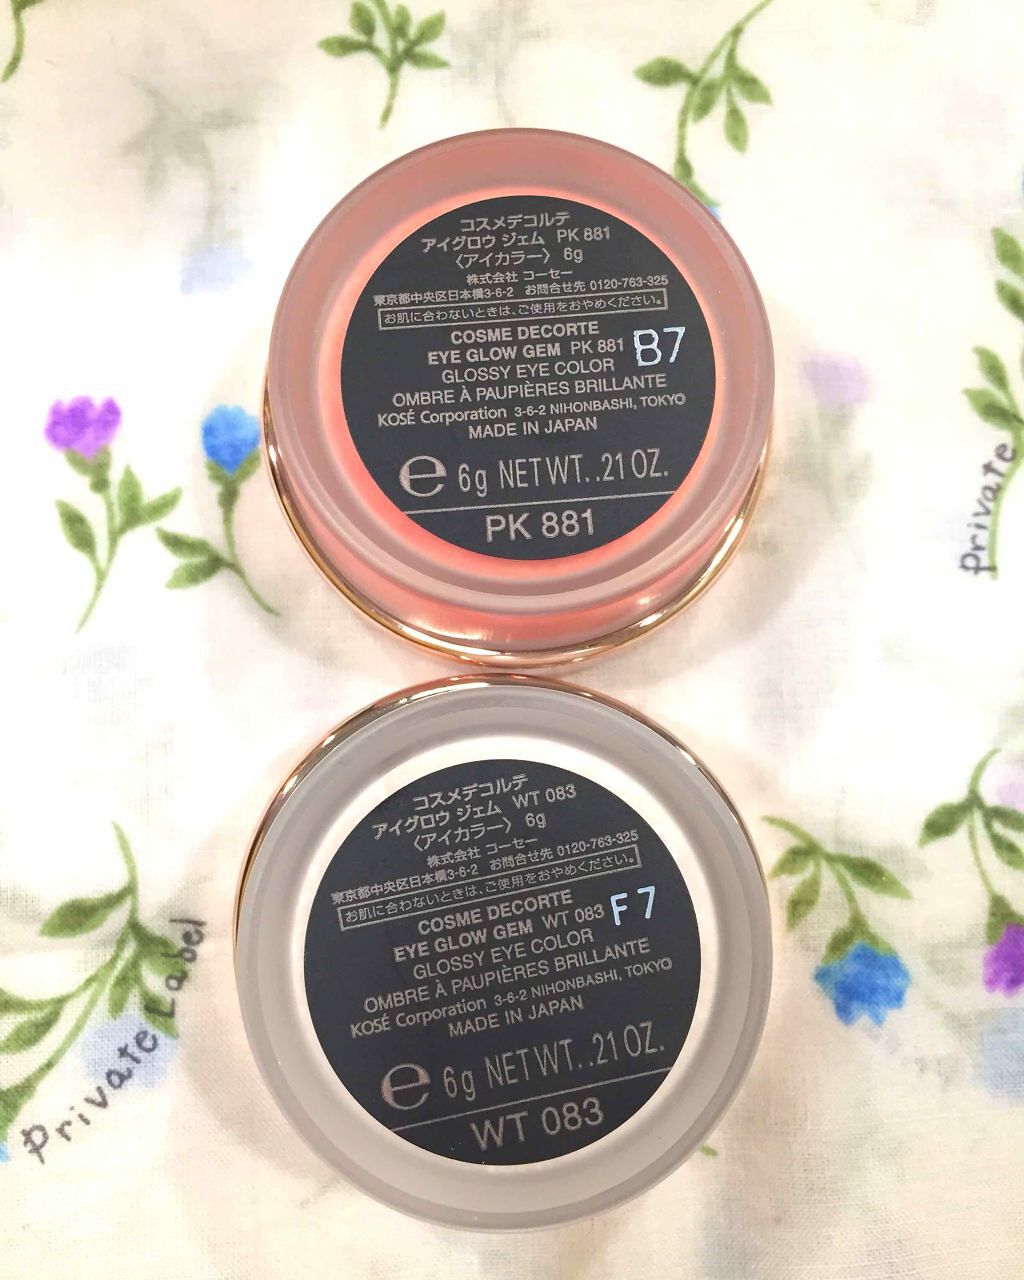 コスメデコルテ
アイグロウ ジェム PK 881
〈アイカラー〉 6g
株式会社 コーセー
東京都中央区日本橋3-6-2 お問合せ先 0120-763-325
お肌に合わないときは、ご使用をおやめください。
COSME DECORTE
EYE GLOW GEM PK 881
B7
GLOSSY EYE COLOR
OMBRE À PAUPIÈRES BRILLANTE
KOSÉ Corporation 3-6-2 NIHONBASHI, TOKYO
MADE IN JAPAN
e 6g NET WT. .21 OZ.
PK 881
Private
コスメデコルテ
アイグロウ ジェム WT 083
〈アイカラー〉 6g
株式会社 コーセー
東京都中央区日本橋3-6-2 お問合せ先 0120-763-325
お肌に合わないときは、ご使用をおやめください。
COSME DECORTE
EYE GLOW GEM WT 083
F7
GLOSSY EYE COLOR
OMBRE À PAUPIÈRES BRILLANTE
KOSÉ Corporation 3-6-2 NIHONBASHI, TOKYO
MADE IN JAPAN
e 6g NET WT. .21 OZ.
WT 083
Private Label